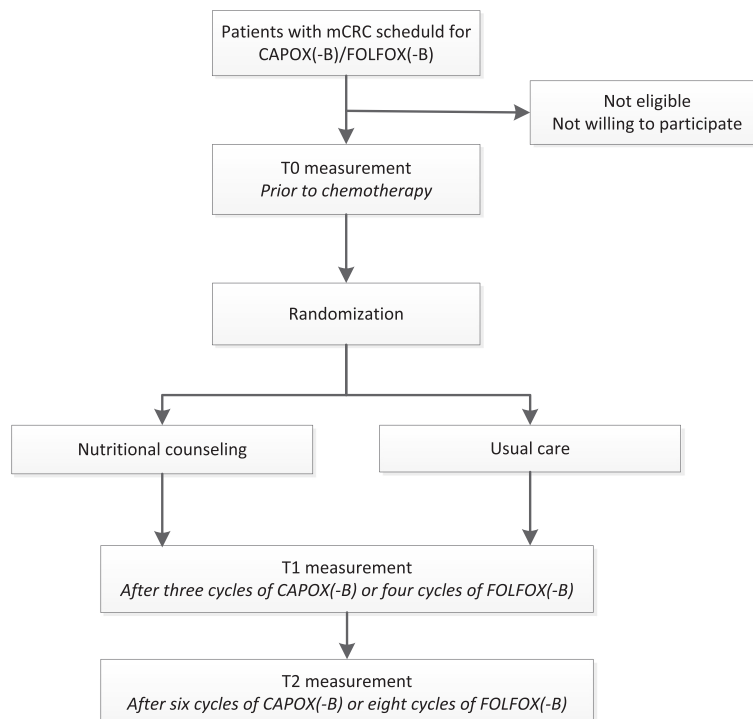 Patients with mCRC scheduld for
CAPOX(-B)/FOLFOX(-B)
Not eligible
Not willing to participate
T0 measurement
Prior to chemotherapy
Randomization
Nutritional counseling
Usual care
T1 measurement
After three cycles of CAPOX(-B) or four cycles of FOLFOX(-B)
T2 measurement
After six cycles of CAPOX(-B) or eight cycles of FOLFOX(-B)